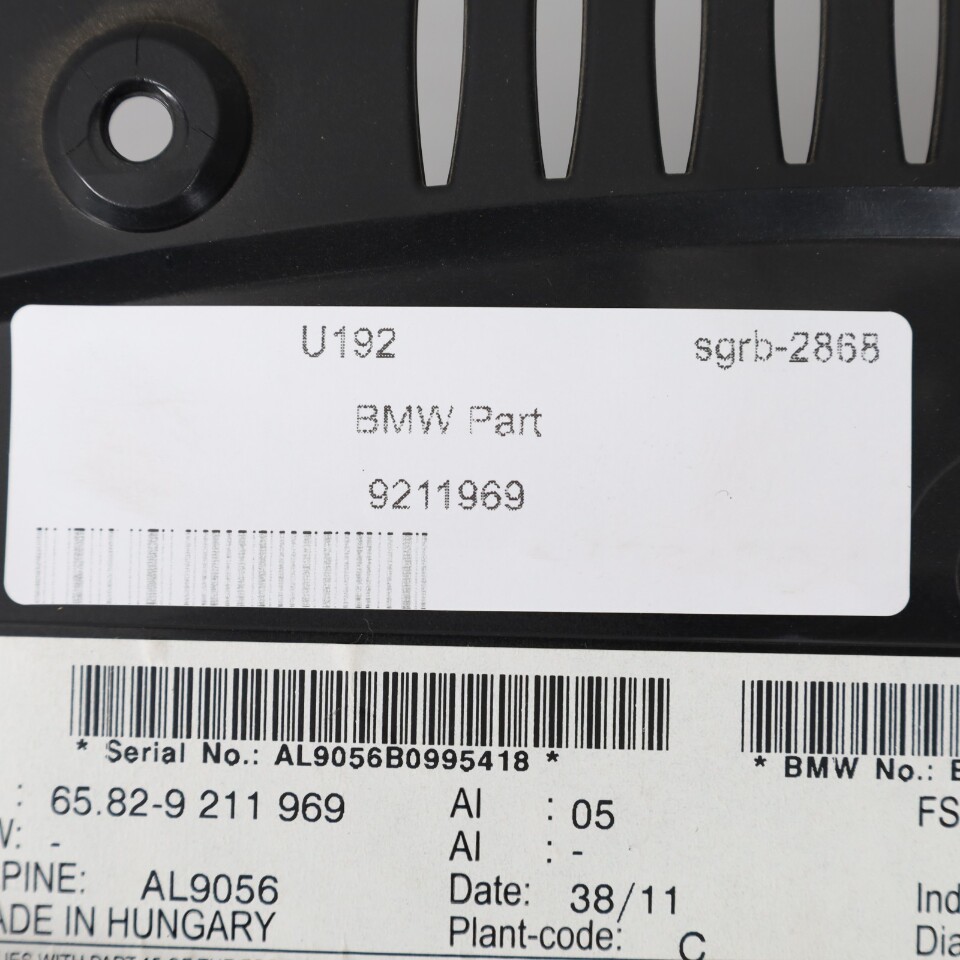 U192 sgrb-2868
BMW Part
9211969
* Serial No.: AL9056B0995418 *
* BMW No.:
: 65.82-9 211 969 AI : 05 FS
W: - AI : -
PINE: AL9056 Date: 38/11 Ind
ADE IN HUNGARY Plant-code: C Dia